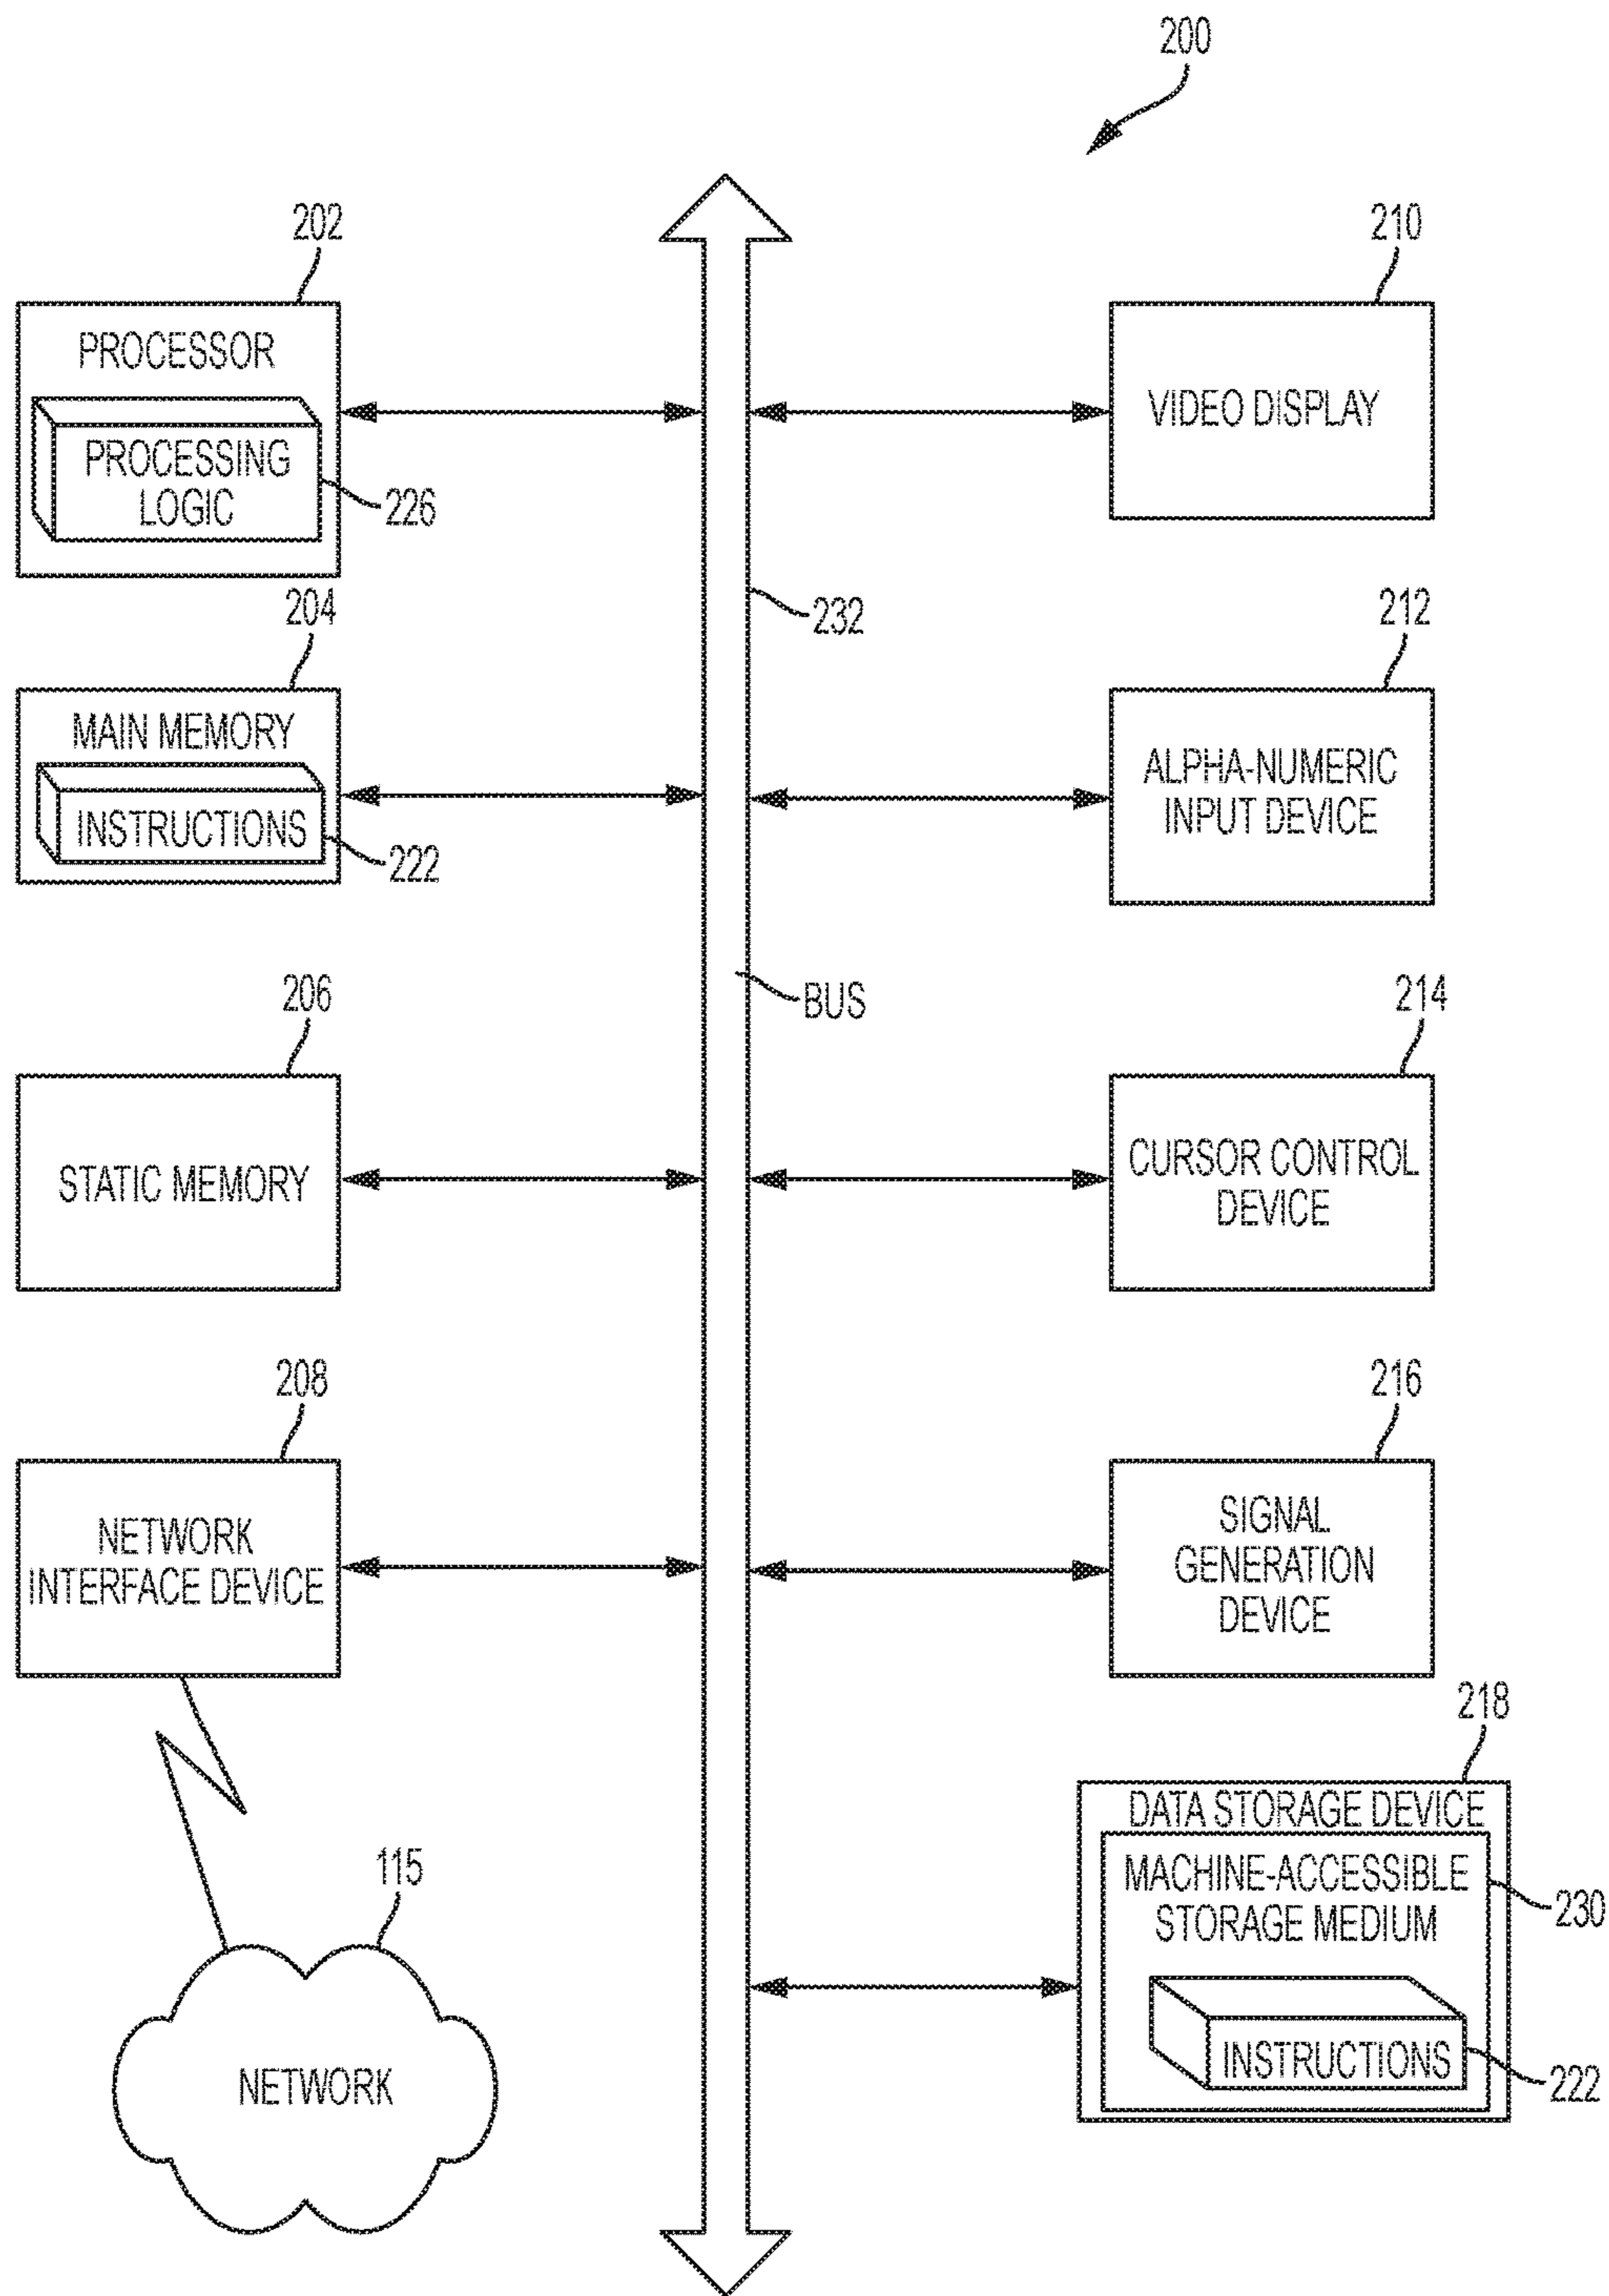 200
202
PROCESSOR
PROCESSING
LOGIC
226
204
MAIN MEMORY
INSTRUCTIONS
222
206
STATIC MEMORY
208
NETWORK
INTERFACE DEVICE
115
NETWORK
232
BUS
210
VIDEO DISPLAY
212
ALPHA-NUMERIC
INPUT DEVICE
214
CURSOR CONTROL
DEVICE
216
SIGNAL
GENERATION
DEVICE
218
DATA STORAGE DEVICE
MACHINE-ACCESSIBLE
STORAGE MEDIUM
230
INSTRUCTIONS
222